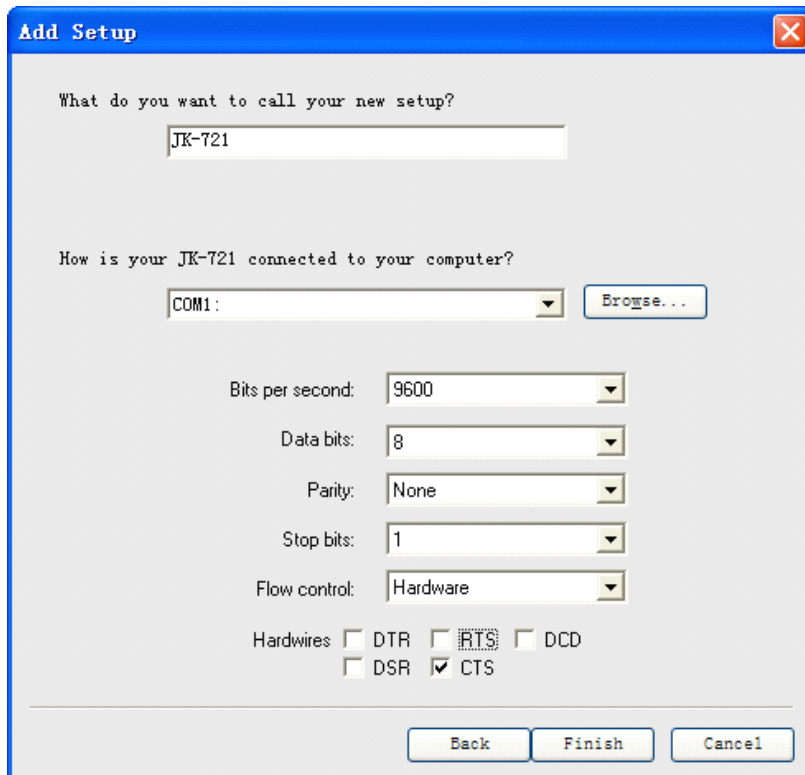 Add Setup
What do you want to call your new setup?
JK-721
How is your JK-721 connected to your computer?
COM1: Browse...
Bits per second: 9600
Data bits: 8
Parity: None
Stop bits: 1
Flow control: Hardware
Hardwires DTR RTS DCD
DSR CTS
Back Finish Cancel